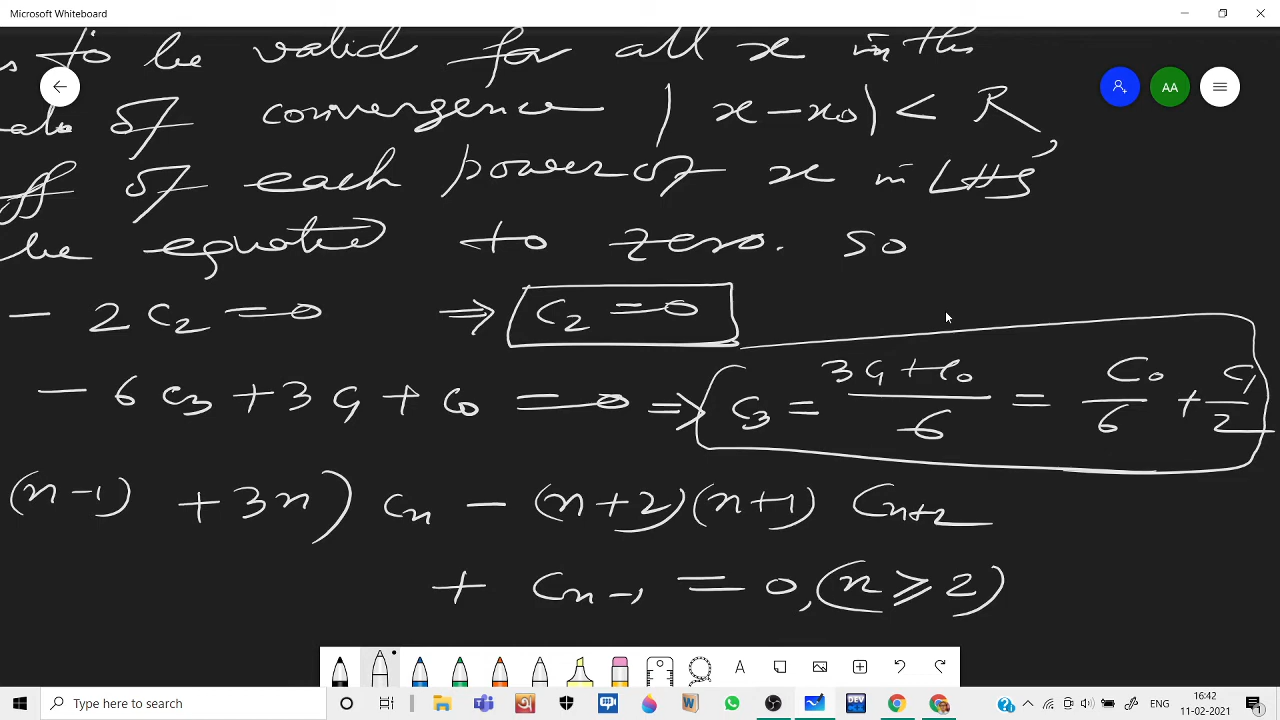 Microsoft Whiteboard
to be valid for all x in the
of convergence |x-x₀| < R,
of each power of x in LHS
be equated to zero. so
- 2c₂ = 0 ⇒ c₂ = 0
- 6c₃ + 3c₁ + c₀ = 0 ⇒ c₃ = (3c₁ + c₀)/6 = c₀/6 + c₁/2
(n-1) + 3n) cₙ - (n+2)(n+1) cₙ₊₂
+ cₙ₋₁ = 0, (n ≥ 2)
AA
A
Type here to search
DEV
ENG
16:42
11-02-2021